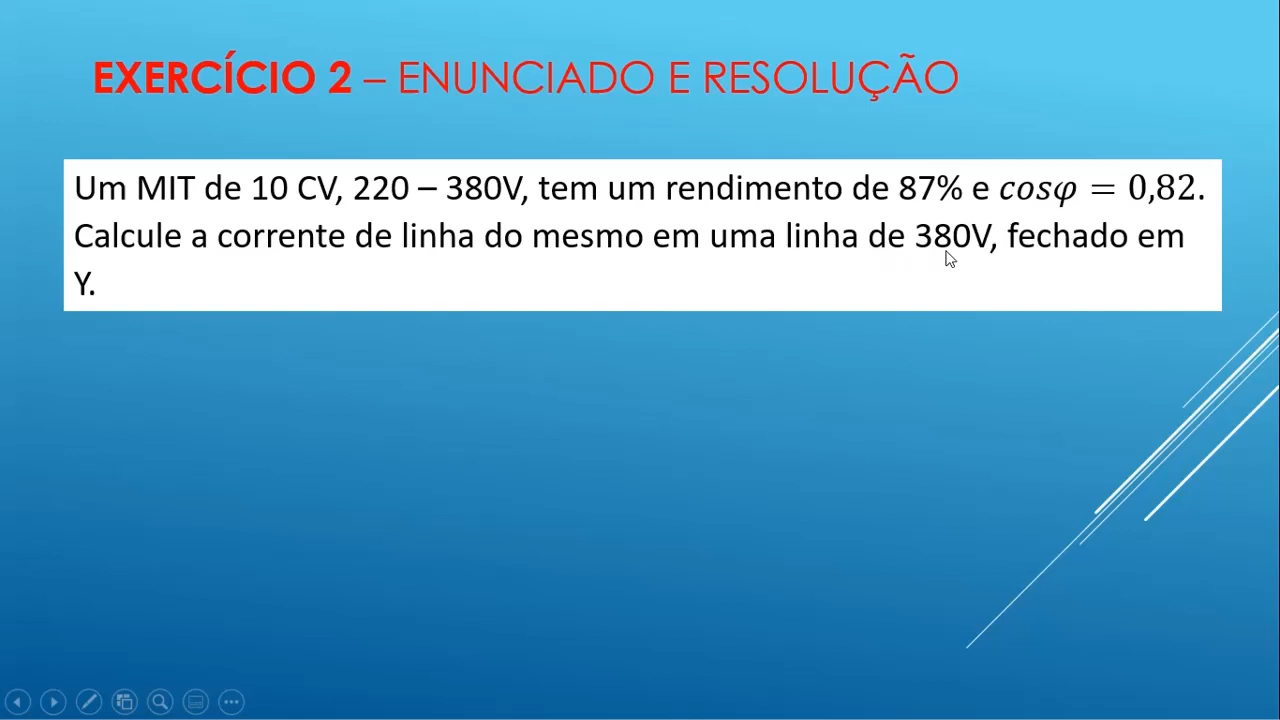 EXERCÍCIO 2 – ENUNCIADO E RESOLUÇÃO
Um MIT de 10 CV, 220 – 380V, tem um rendimento de 87% e cosφ = 0,82.
Calcule a corrente de linha do mesmo em uma linha de 380V, fechado em
Y.